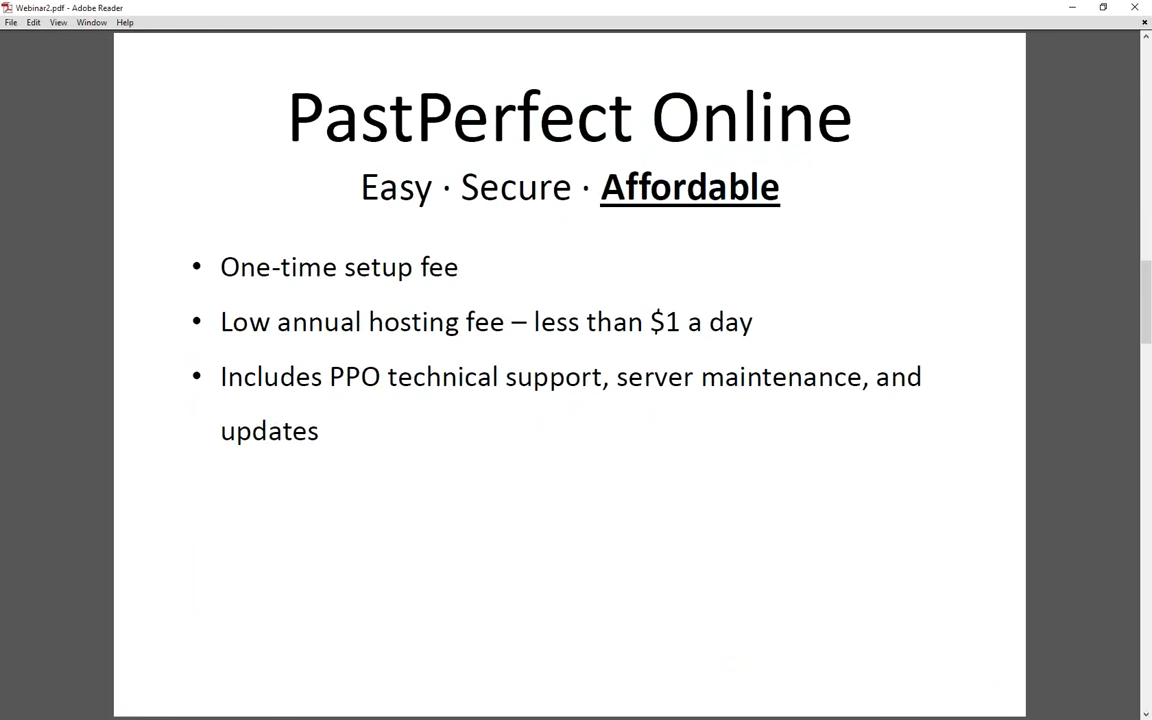 Webinar2.pdf - Adobe Reader
File Edit View Window Help
PastPerfect Online
Easy · Secure · Affordable
• One-time setup fee
• Low annual hosting fee – less than $1 a day
• Includes PPO technical support, server maintenance, and
updates